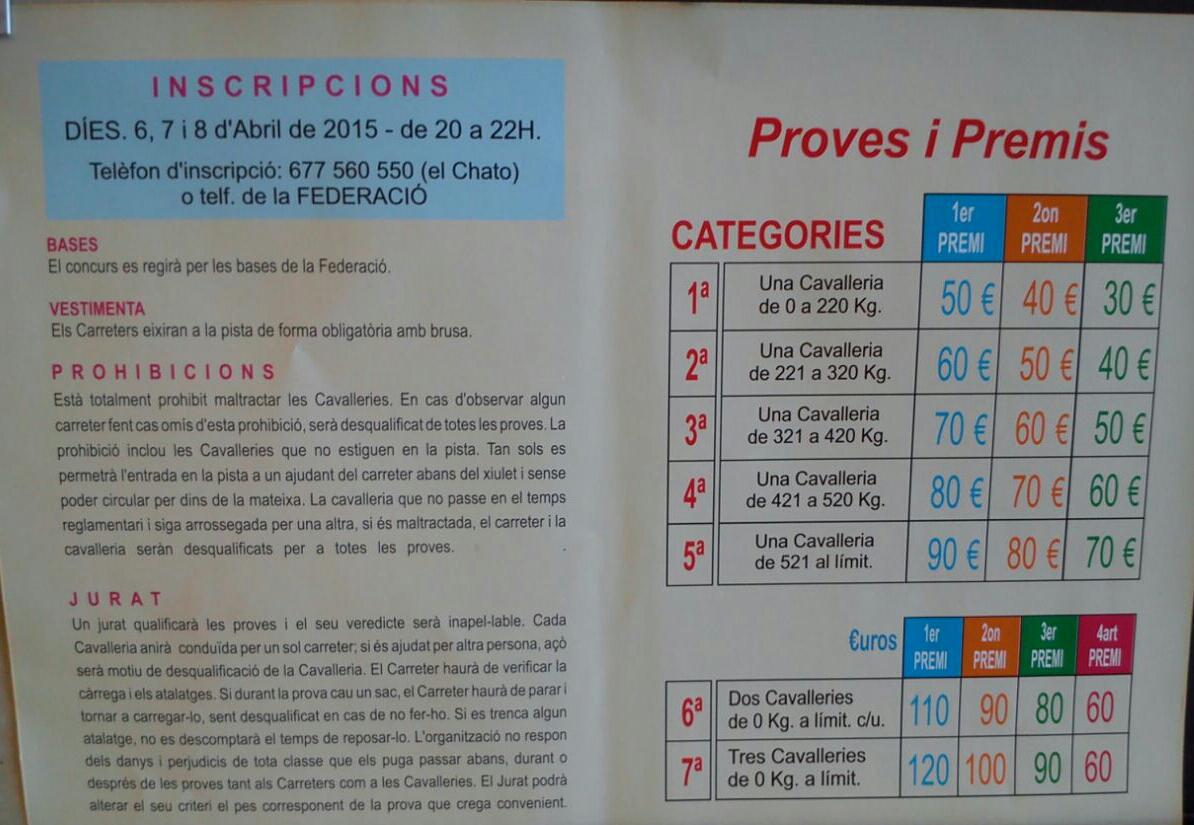 INSCRIPCIONS
DÍES. 6, 7 i 8 d'Abril de 2015 - de 20 a 22H.
Telèfon d'inscripció: 677 560 550 (el Chato)
o telf. de la FEDERACIÓ
BASES
El concurs es regirà per les bases de la Federació.
VESTIMENTA
Els Carreters eixiran a la pista de forma obligatòria amb brusa.
PROHIBICIONS
Està totalment prohibit maltractar les Cavalleries. En cas d'observar algun
carreter fent cas omís d'esta prohibició, serà desqualificat de totes les proves. La
prohibició inclou les Cavalleries que no estiguen en la pista. Tan sols es
permetrà l'entrada en la pista a un ajudant del carreter abans del xiulet i sense
poder circular per dins de la mateixa. La cavalleria que no passe en el temps
reglamentari i siga arrossegada per una altra, si és maltractada, el carreter i la
cavalleria seràn desqualificats per a totes les proves.
JURAT
Un jurat qualificarà les proves i el seu veredicte serà inapel-lable. Cada
Cavalleria anirà conduïda per un sol carreter; si és ajudat per altra persona, açò
serà motiu de desqualificació de la Cavalleria. El Carreter haurà de verificar la
càrrega i els atalatges. Si durant la prova cau un sac, el Carreter haurà de parar i
tornar a carregar-lo, sent desqualificat en cas de no fer-ho. Si es trenca algun
atalatge, no es descomptarà el temps de reposar-lo. L'organització no respon
dels danys i perjudicis de tota classe que els puga passar abans, durant o
després de les proves tant als Carreters com a les Cavalleries. El Jurat podrà
alterar el seu criteri el pes corresponent de la prova que crega convenient.
Proves i Premis
CATEGORIES 1er PREMI 2on PREMI 3er PREMI
1ª Una Cavalleria de 0 a 220 Kg. 50 € 40 € 30 €
2ª Una Cavalleria de 221 a 320 Kg. 60 € 50 € 40 €
3ª Una Cavalleria de 321 a 420 Kg. 70 € 60 € 50 €
4ª Una Cavalleria de 421 a 520 Kg. 80 € 70 € 60 €
5ª Una Cavalleria de 521 al límit. 90 € 80 € 70 €
€uros 1er PREMI 2on PREMI 3er PREMI 4art PREMI
6ª Dos Cavalleries de 0 Kg. a límit. c/u. 110 90 80 60
7ª Tres Cavalleries de 0 Kg. a límit. 120 100 90 60